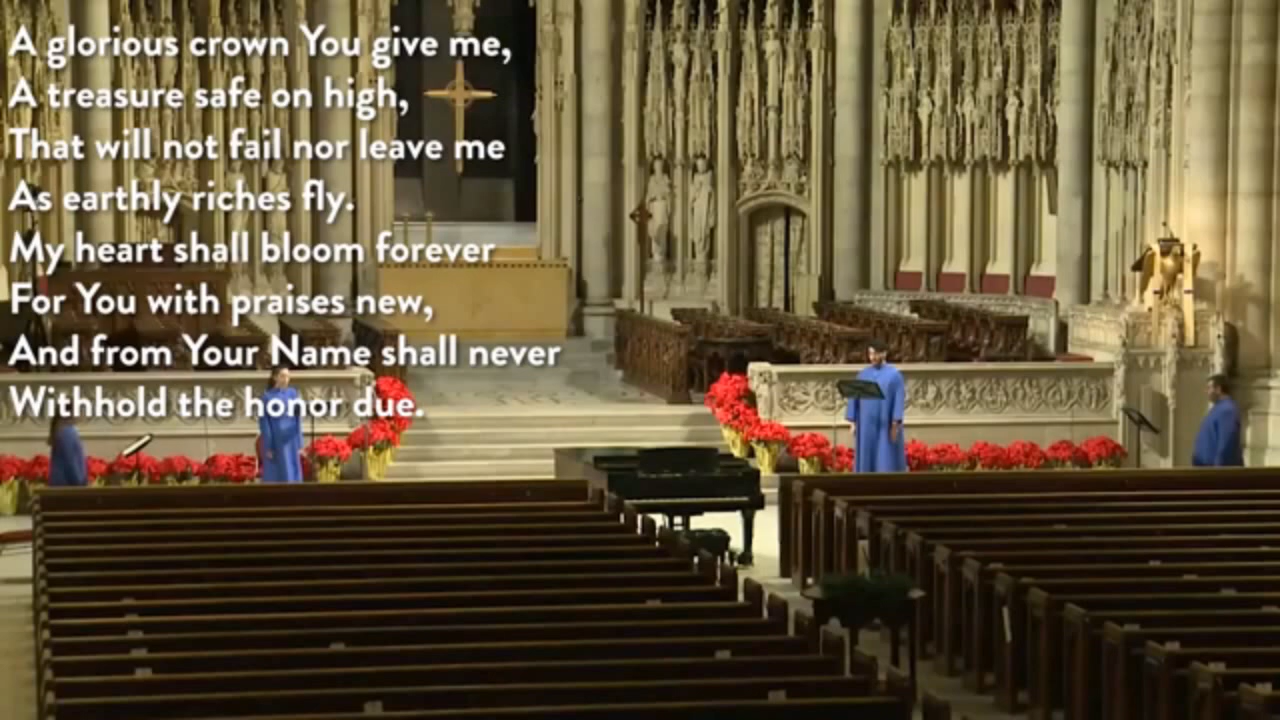 A glorious crown You give me,
A treasure safe on high,
That will not fail nor leave me
As earthly riches fly.
My heart shall bloom forever
For You with praises new,
And from Your Name shall never
Withhold the honor due.